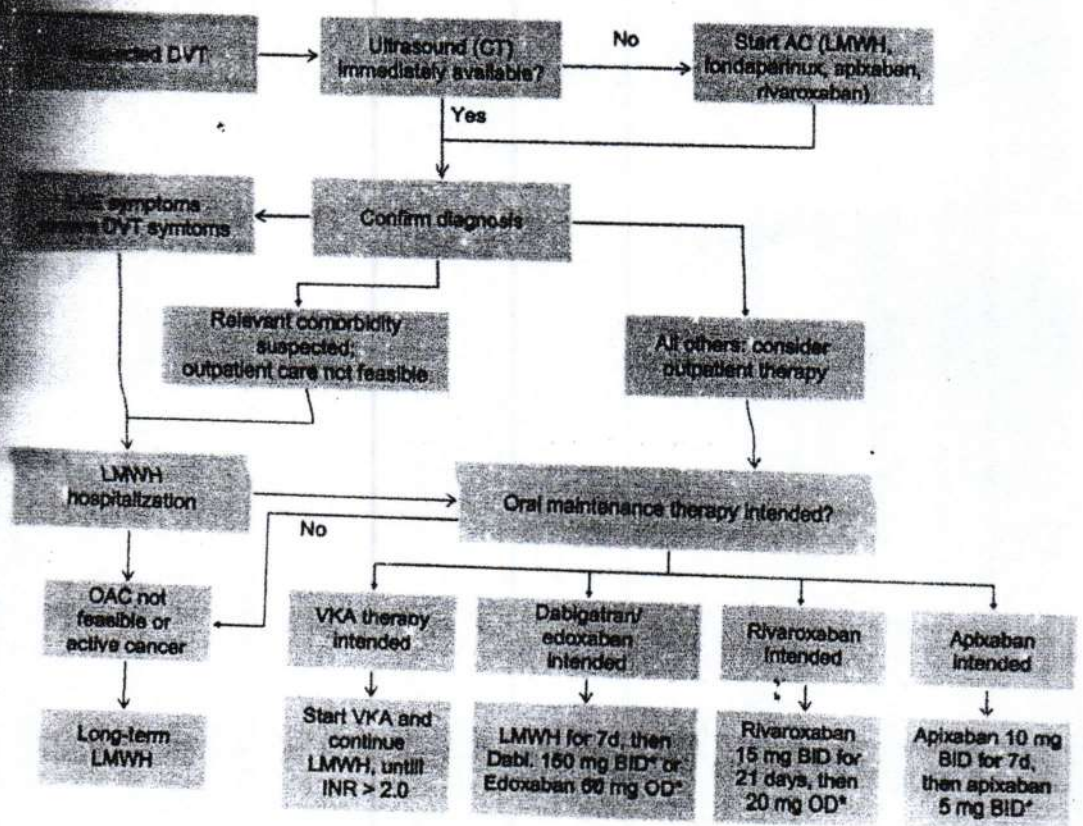 DVT
Ultrasound (CT)
immediately available?
No
Start AC (LMWH,
fondaparinux, apixaban,
rivaroxaban)
Yes
symptoms
DVT symtoms
Confirm diagnosis
Relevant comorbidity
suspected;
outpatient care not feasible
All others: consider
outpatient therapy
LMWH
hospitalization
Oral maintenance therapy intended?
No
OAC not
feasible or
active cancer
VKA therapy
intended
Dabigatran/
edoxaban
intended
Rivaroxaban
intended
Apixaban
intended
Long-term
LMWH
Start VKA and
continue
LMWH, untill
INR > 2.0
LMWH for 7d, then
Dabi. 150 mg BID* or
Edoxaban 60 mg OD*
Rivaroxaban
15 mg BID for
21 days, then
20 mg OD*
Apixaban 10 mg
BID for 7d,
then apixaban
5 mg BID*